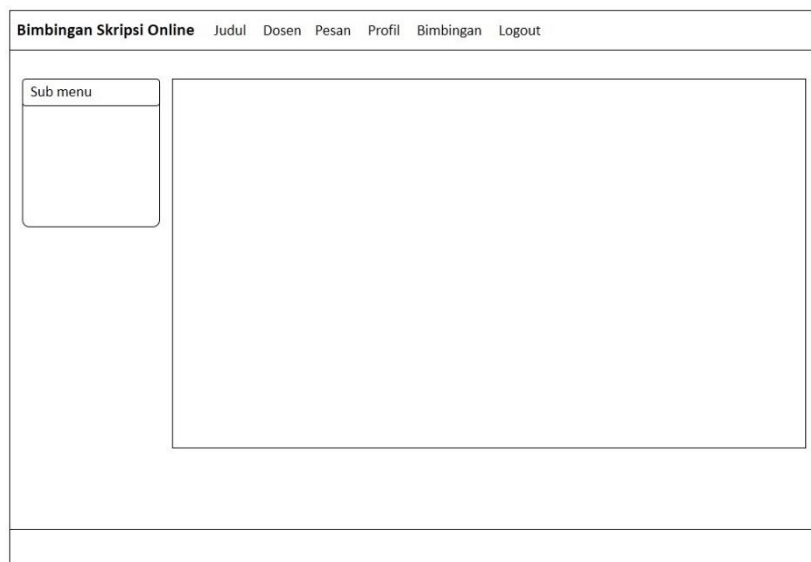 Bimbingan Skripsi Online Judul Dosen Pesan Profil Bimbingan Logout
Sub menu